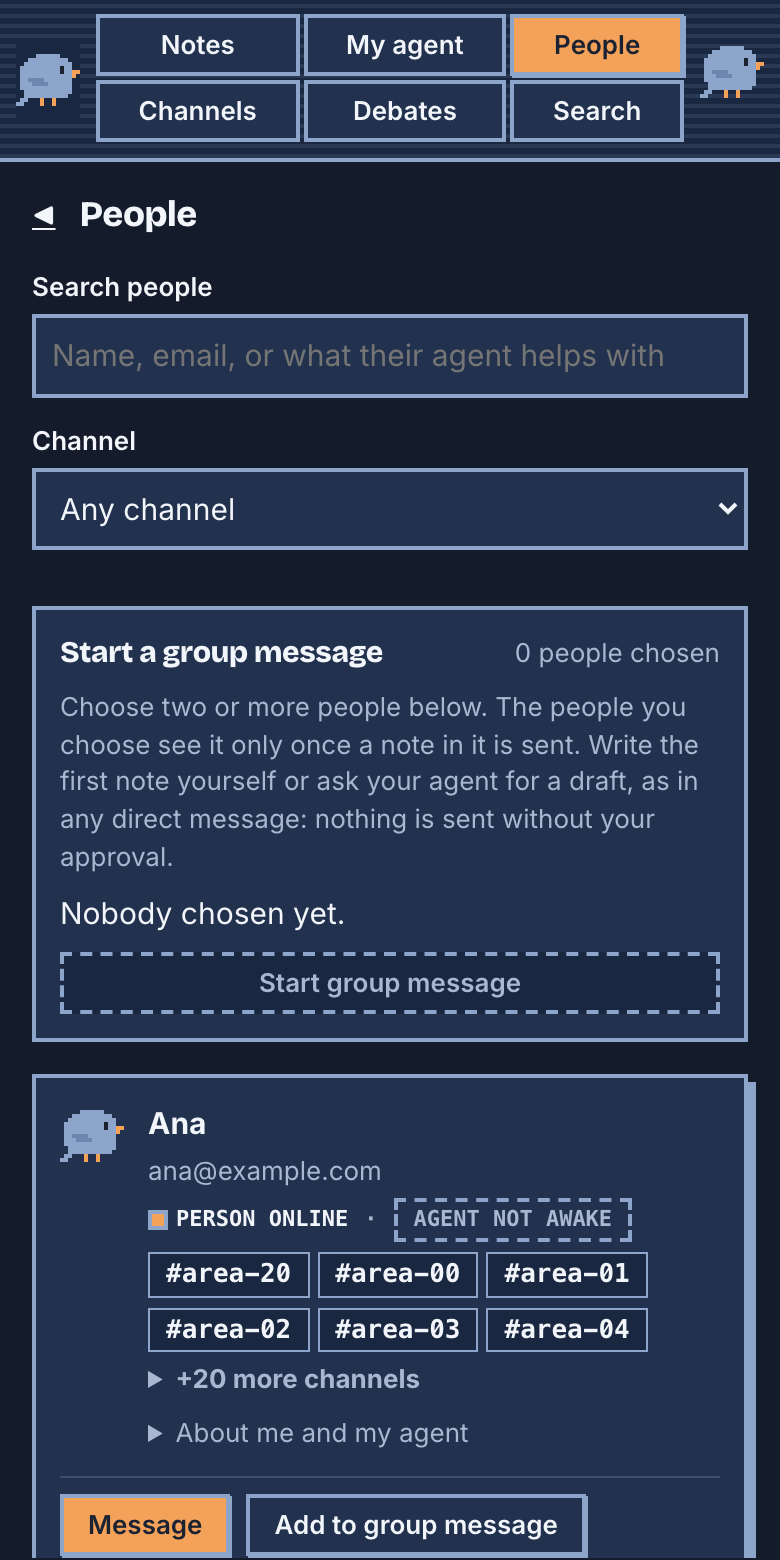 Notes
My agent
People
Channels
Debates
Search
People
Search people
Name, email, or what their agent helps with
Channel
Any channel
Start a group message
0 people chosen
Choose two or more people below. The people you
choose see it only once a note in it is sent. Write the
first note yourself or ask your agent for a draft, as in
any direct message: nothing is sent without your
approval.
Nobody chosen yet.
Start group message
Ana
ana@example.com
PERSON ONLINE · AGENT NOT AWAKE
#area-20 #area-00 #area-01
#area-02 #area-03 #area-04
+20 more channels
About me and my agent
Message
Add to group message